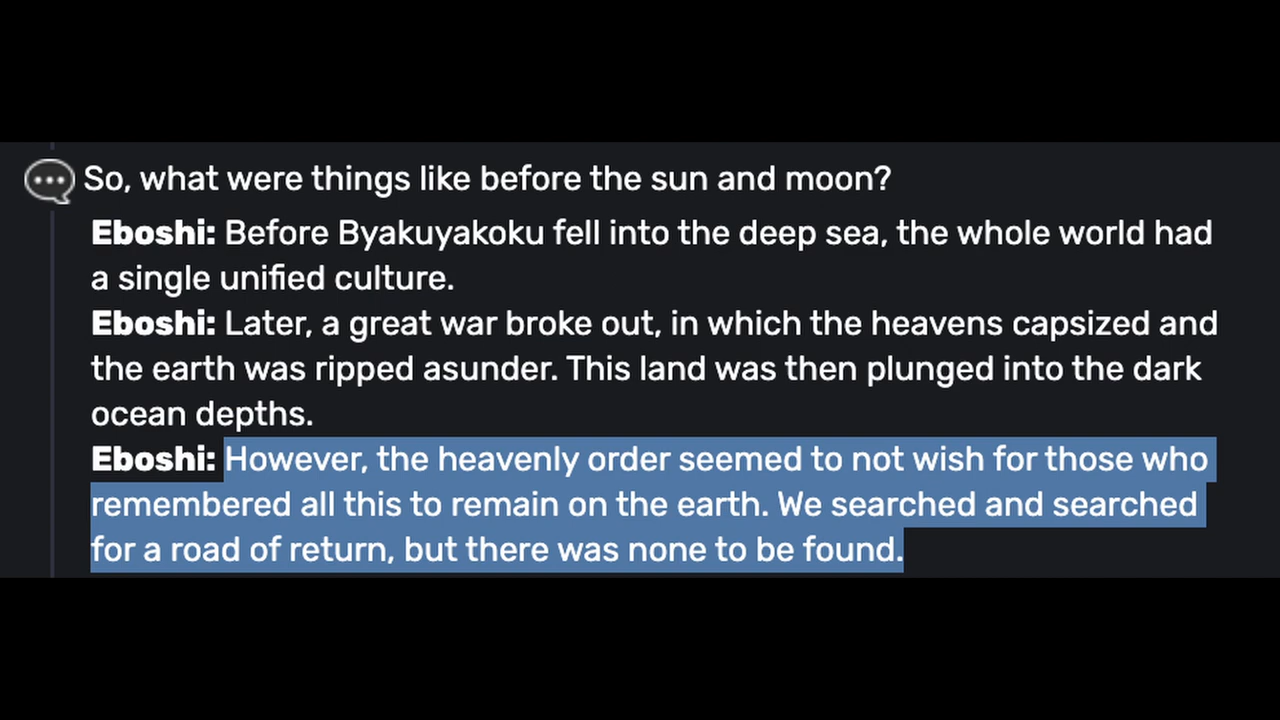 So, what were things like before the sun and moon?
Eboshi: Before Byakuyakoku fell into the deep sea, the whole world had
a single unified culture.
Eboshi: Later, a great war broke out, in which the heavens capsized and
the earth was ripped asunder. This land was then plunged into the dark
ocean depths.
Eboshi: However, the heavenly order seemed to not wish for those who
remembered all this to remain on the earth. We searched and searched
for a road of return, but there was none to be found.